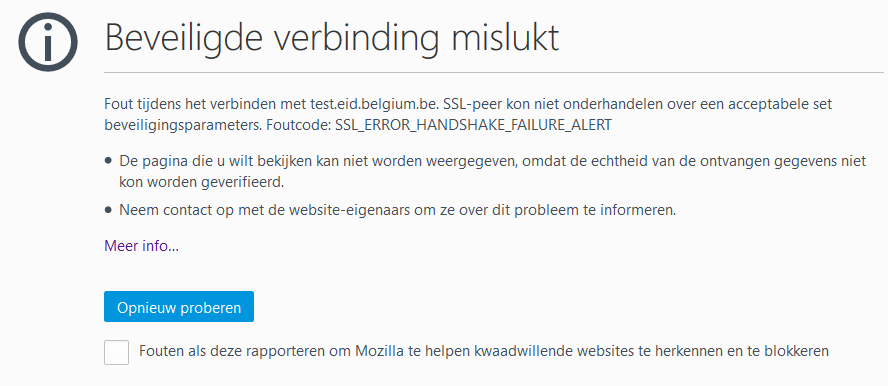 Beveiligde verbinding mislukt
Fout tijdens het verbinden met test.eid.belgium.be. SSL-peer kon niet onderhandelen over een acceptabele set
beveiligingsparameters. Foutcode: SSL_ERROR_HANDSHAKE_FAILURE_ALERT
• De pagina die u wilt bekijken kan niet worden weergegeven, omdat de echtheid van de ontvangen gegevens niet
kon worden geverifieerd.
• Neem contact op met de website-eigenaars om ze over dit probleem te informeren.
Meer info…
Opnieuw proberen
Fouten als deze rapporteren om Mozilla te helpen kwaadwillende websites te herkennen en te blokkeren